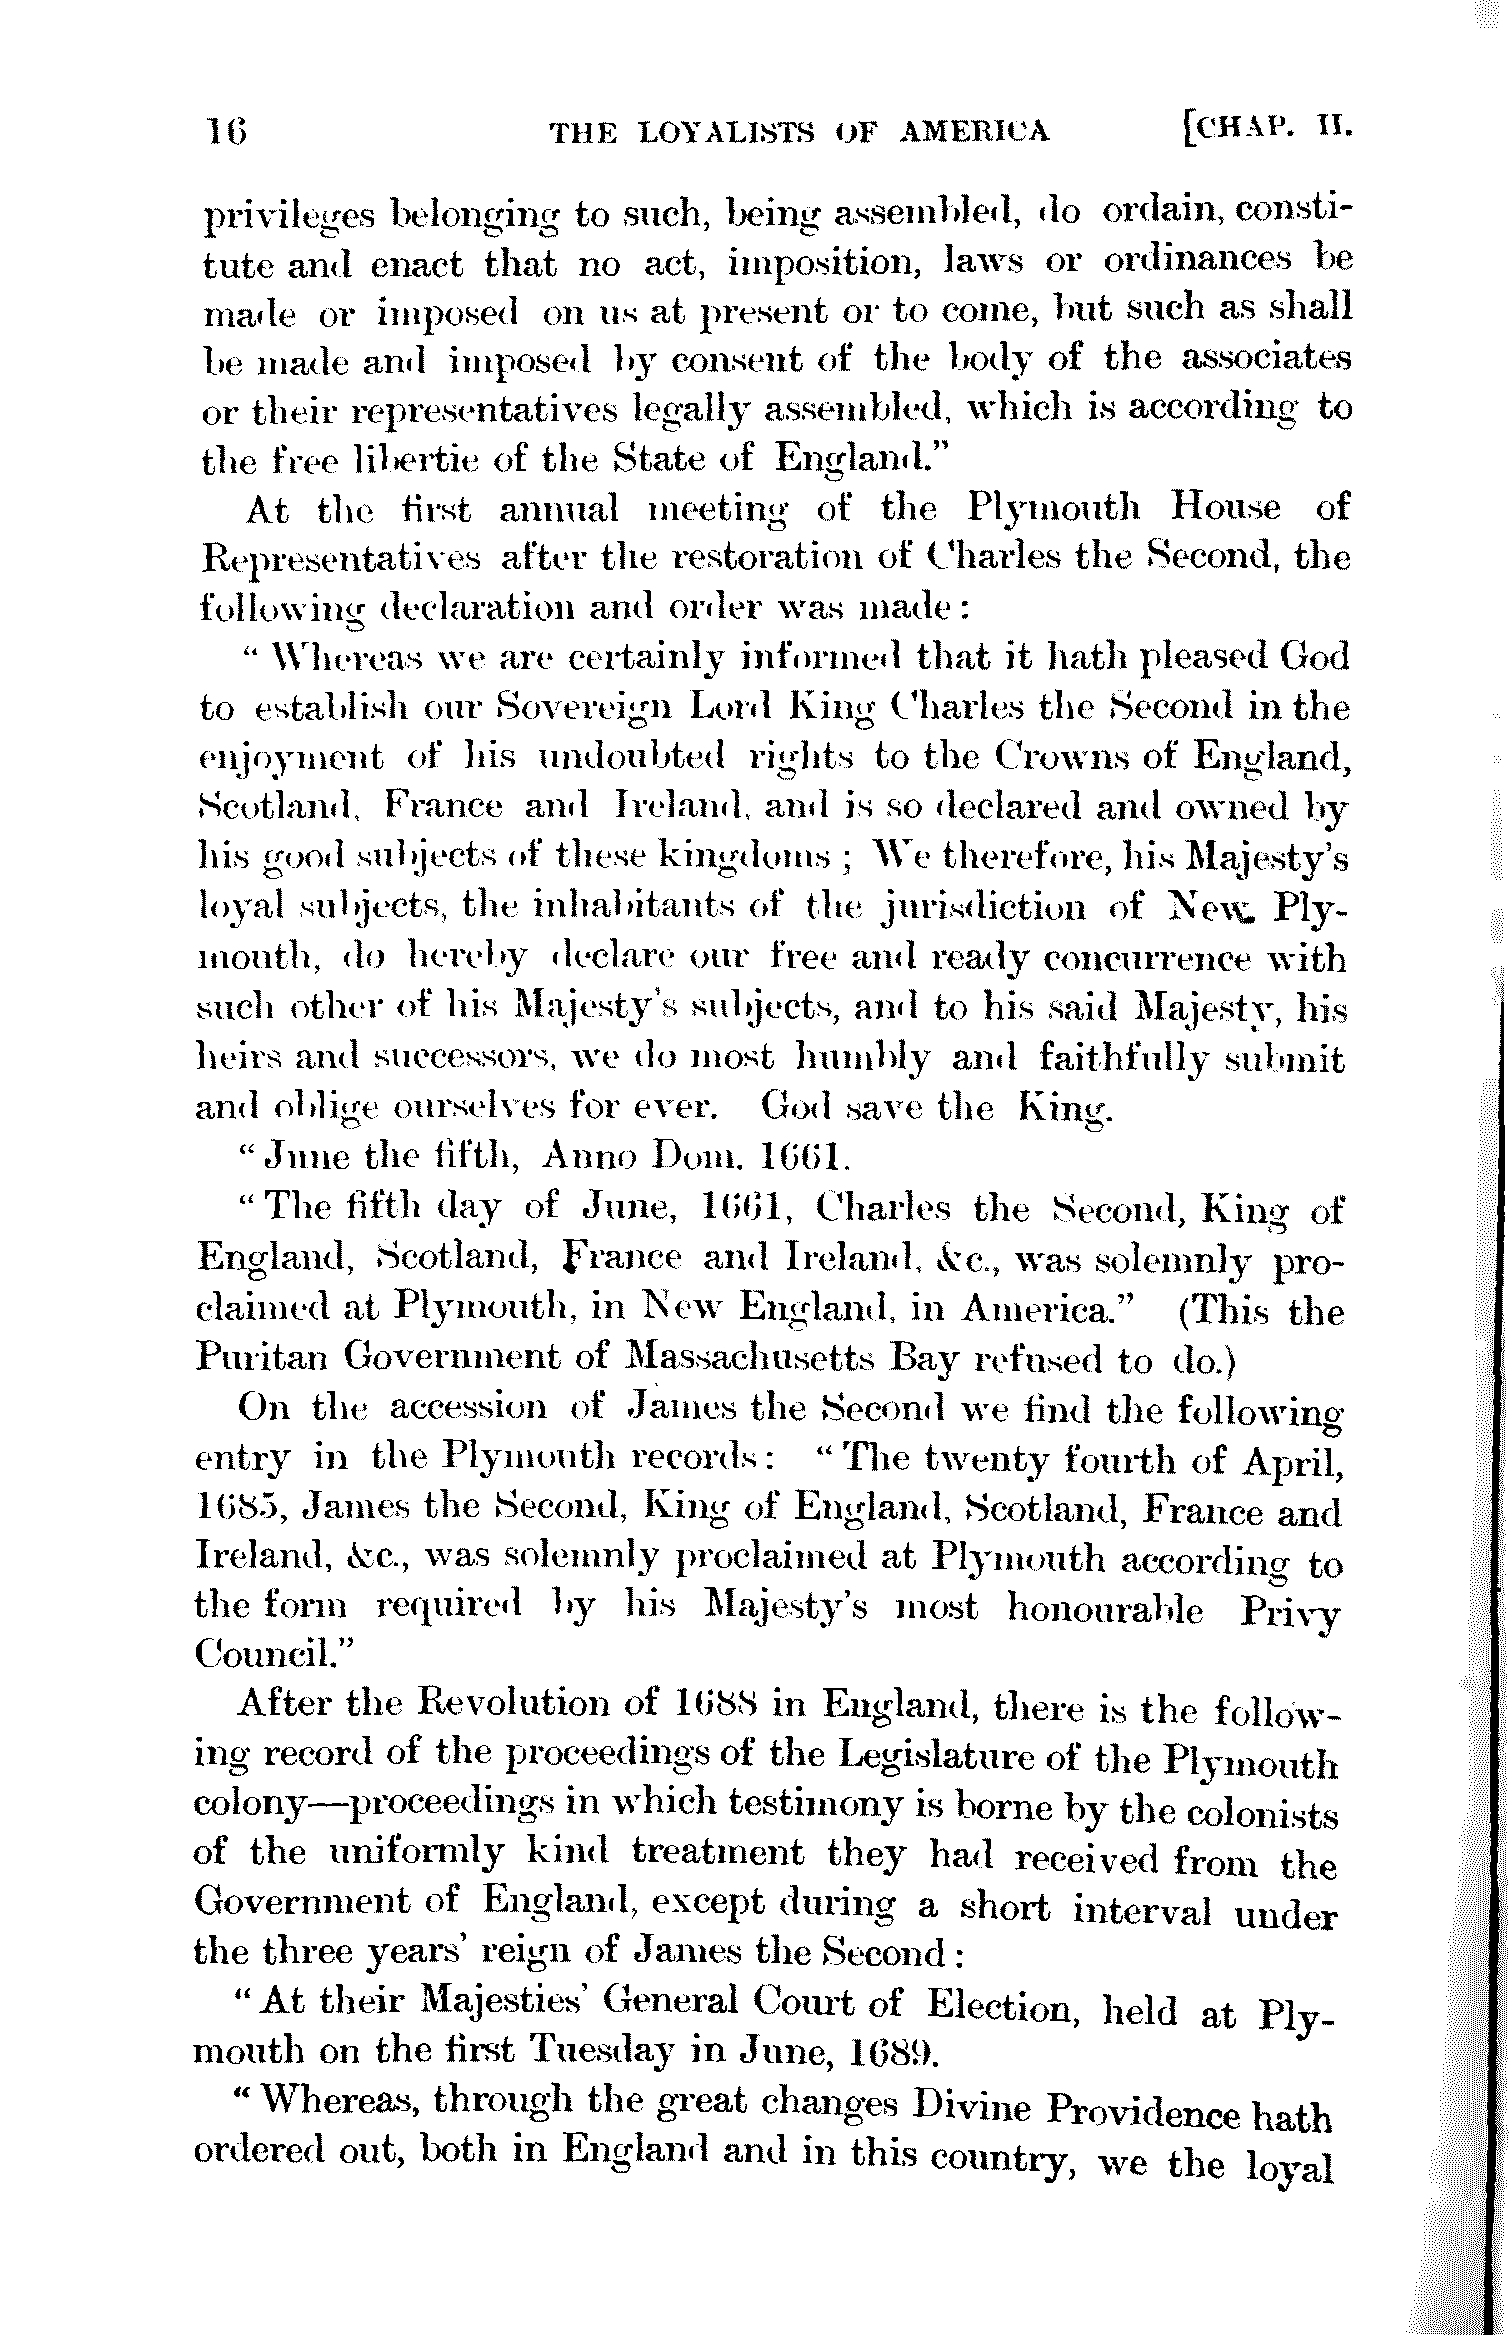 16 THE LOYALISTS OF AMERICA [CHAP. II.
privileges belonging to such, being assembled, do ordain, consti-
tute and enact that no act, imposition, laws or ordinances be
made or imposed on us at present or to come, but such as shall
be made and imposed by consent of the body of the associates
or their representatives legally assembled, which is according to
the free libertie of the State of England."
At the first annual meeting of the Plymouth House of
Representatives after the restoration of Charles the Second, the
following declaration and order was made:
"Whereas we are certainly informed that it hath pleased God
to establish our Sovereign Lord King Charles the Second in the
enjoyment of his undoubted rights to the Crowns of England,
Scotland, France and Ireland, and is so declared and owned by
his good subjects of these kingdoms; We therefore, his Majesty's
loyal subjects, the inhabitants of the jurisdiction of New Ply-
mouth, do hereby declare our free and ready concurrence with
such other of his Majesty's subjects, and to his said Majesty, his
heirs and successors, we do most humbly and faithfully submit
and oblige ourselves for ever. God save the King.
"June the fifth, Anno Dom. 1661.
"The fifth day of June, 1661, Charles the Second, King of
England, Scotland, France and Ireland, &c., was solemnly pro-
claimed at Plymouth, in New England, in America." (This the
Puritan Government of Massachusetts Bay refused to do.)
On the accession of James the Second we find the following
entry in the Plymouth records: "The twenty fourth of April,
1685, James the Second, King of England, Scotland, France and
Ireland, &c., was solemnly proclaimed at Plymouth according to
the form required by his Majesty's most honourable Privy
Council."
After the Revolution of 1688 in England, there is the follow-
ing record of the proceedings of the Legislature of the Plymouth
colony—proceedings in which testimony is borne by the colonists
of the uniformly kind treatment they had received from the
Government of England, except during a short interval under
the three years' reign of James the Second:
"At their Majesties' General Court of Election, held at Ply-
mouth on the first Tuesday in June, 1689.
"Whereas, through the great changes Divine Providence hath
ordered out, both in England and in this country, we the loyal